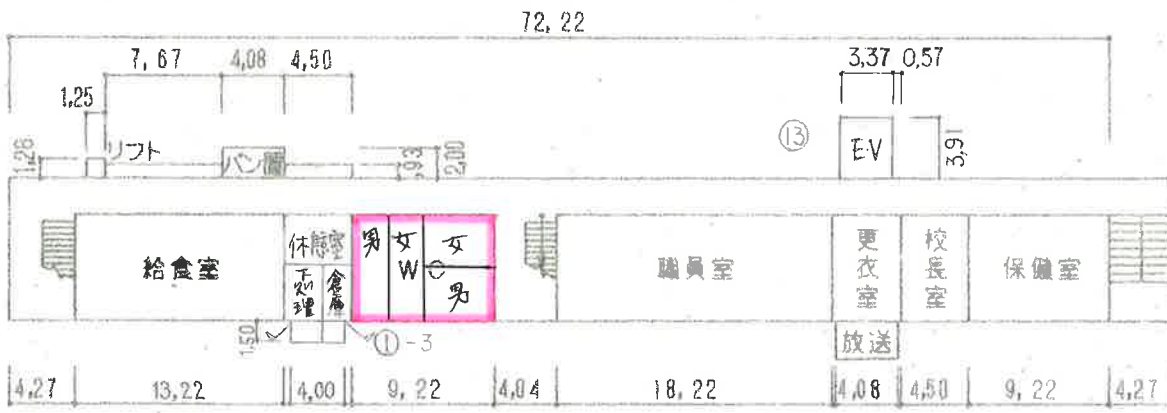 72,22
7,67 4,08 4,50 3,37 0,57
1,25
リフト
1,28
パン
,93
2,00
⑬
E·V
3,91
給食室
休憩室
下処理
倉庫
男
女
W
C
女
男
職員室
更衣室
校長室
保健室
1,50
①-3
放送
4,27 13,22 4,00 9,22 4,04 18,22 4,08 4,50 9,22 4,27